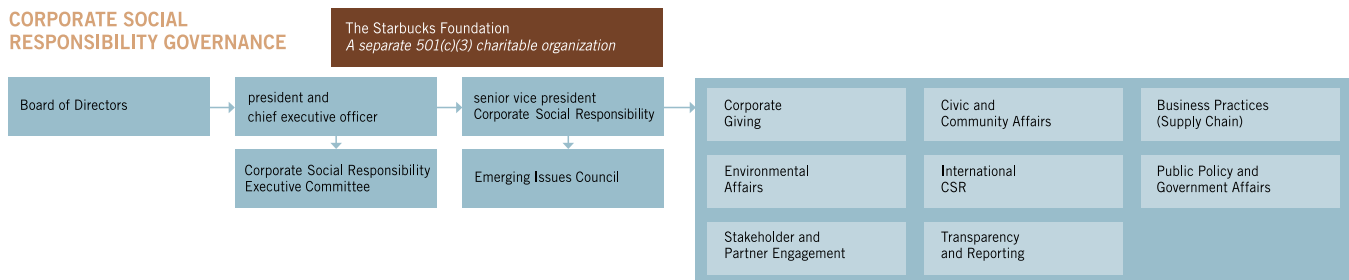 CORPORATE SOCIAL
RESPONSIBILITY GOVERNANCE
The Starbucks Foundation
A separate 501(c)(3) charitable organization
Board of Directors
president and
chief executive officer
senior vice president
Corporate Social Responsibility
Corporate Social Responsibility
Executive Committee
Emerging Issues Council
Corporate
Giving
Civic and
Community Affairs
Business Practices
(Supply Chain)
Environmental
Affairs
International
CSR
Public Policy and
Government Affairs
Stakeholder and
Partner Engagement
Transparency
and Reporting